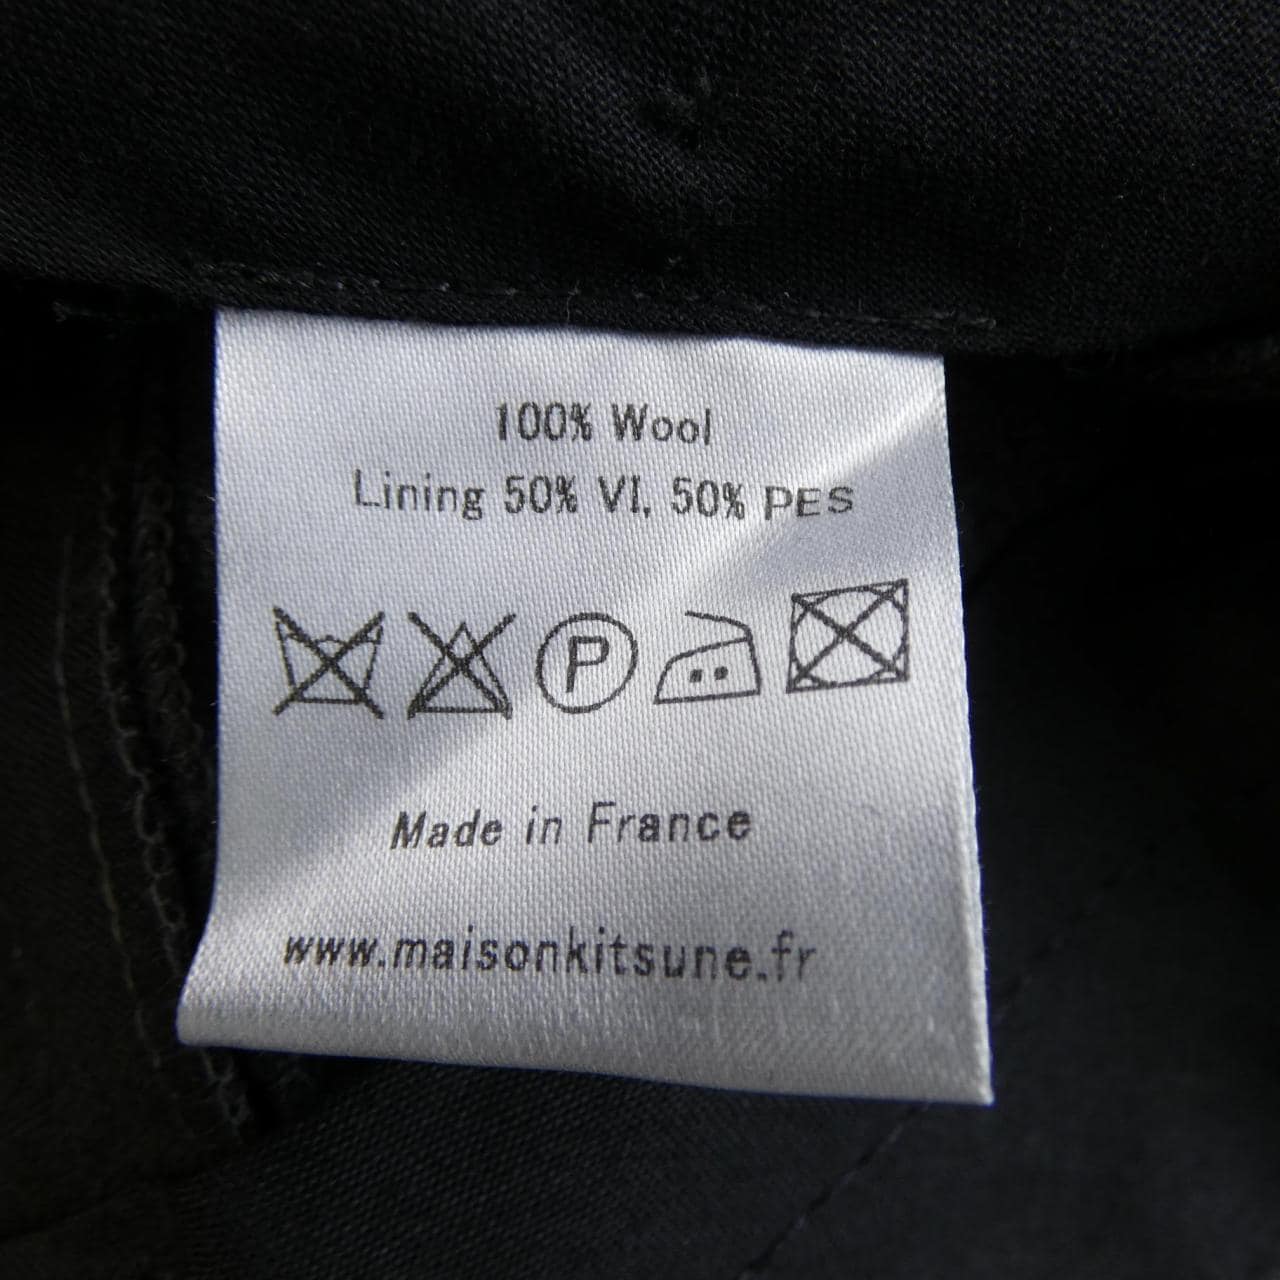 100% Wool
Lining 50% VI, 50% PES
P
Made in France
www.maisonkitsune.fr